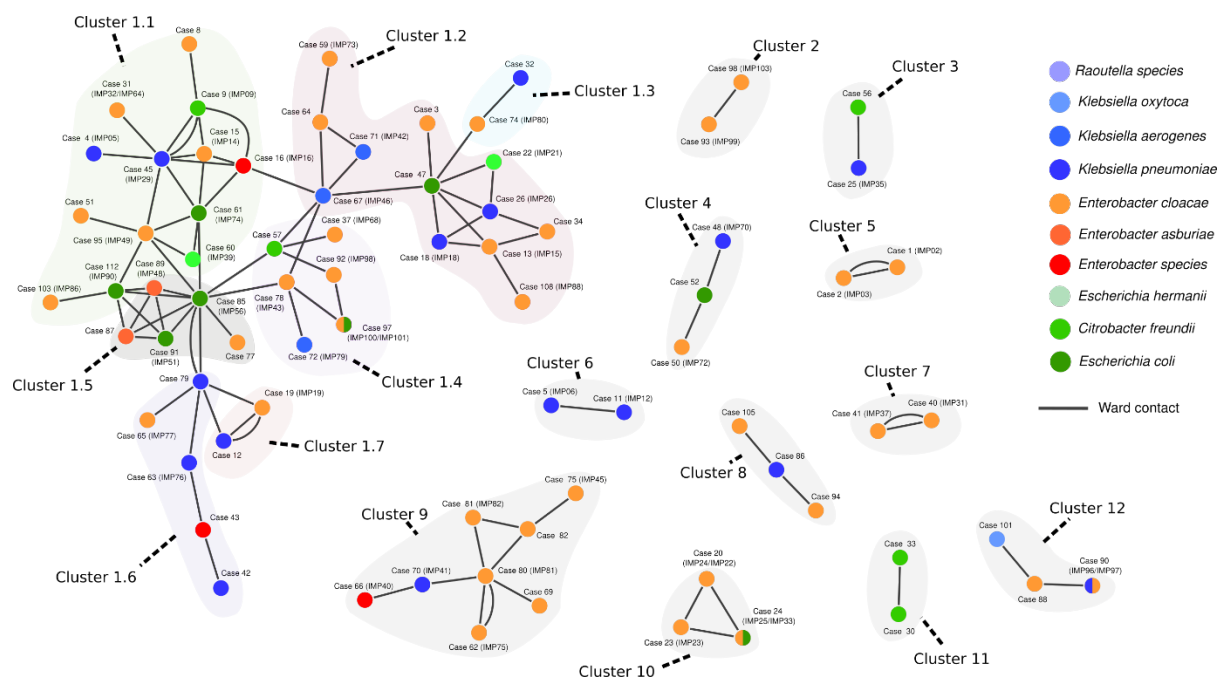 Cluster 1.1
Case 8
Cluster 1.2
Case 59 (IMP73)
Case 31
(IMP32/IMP64)
Case 9 (IMP09)
Case 15
(IMP14)
Case 4 (IMP05)
Case 45
(IMP29)
Case 16 (IMP16)
Case 64
Case 71 (IMP42)
Case 67 (IMP46)
Case 3
Case 32
Cluster 1.3
Case 74 (IMP80)
Case 22 (IMP21)
Case 47
Case 26 (IMP26)
Case 34
Case 18 (IMP18)
Case 13 (IMP15)
Case 108 (IMP88)
Case 51
Case 61
(IMP74)
Case 95 (IMP49)
Case 60
(IMP39)
Case 112
(IMP90)
Case 89
(IMP48)
Case 103 (IMP86)
Case 85
(IMP56)
Case 87
Case 91
(IMP51)
Case 77
Cluster 1.5
Case 57
Case 37 (IMP68)
Case 92 (IMP98)
Case 78
(IMP43)
Case 97
(IMP100/IMP101)
Case 72 (IMP79)
Cluster 1.4
Case 79
Case 19 (IMP19)
Case 65 (IMP77)
Case 12
Cluster 1.7
Case 63 (IMP76)
Case 43
Case 42
Cluster 1.6
Cluster 2
Case 98 (IMP103)
Case 93 (IMP99)
Cluster 3
Case 56
Case 25 (IMP35)
Cluster 4
Case 48 (IMP70)
Case 52
Case 50 (IMP72)
Cluster 5
Case 1 (IMP02)
Case 2 (IMP03)
Cluster 6
Case 5 (IMP06)
Case 11 (IMP12)
Cluster 7
Case 40 (IMP31)
Case 41 (IMP37)
Cluster 8
Case 105
Case 86
Case 94
Cluster 9
Case 75 (IMP45)
Case 81 (IMP82)
Case 82
Case 70 (IMP41)
Case 80 (IMP81)
Case 66 (IMP40)
Case 69
Case 62 (IMP75)
Cluster 10
Case 20
(IMP24/IMP22)
Case 24
(IMP25/IMP33)
Case 23 (IMP23)
Cluster 11
Case 33
Case 30
Cluster 12
Case 101
Case 90
(IMP96/IMP97)
Case 88
Raoutella species
Klebsiella oxytoca
Klebsiella aerogenes
Klebsiella pneumoniae
Enterobacter cloacae
Enterobacter asburiae
Enterobacter species
Escherichia hermanii
Citrobacter freundii
Escherichia coli
Ward contact